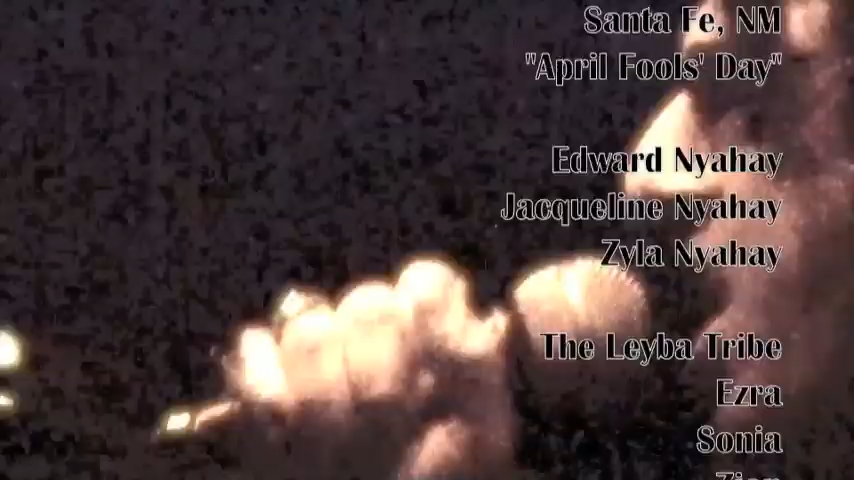 Santa Fe, NM
"April Fools' Day"
Edward Nyahay
Jacqueline Nyahay
Zyla Nyahay
The Leyba Tribe
Ezra
Sonia